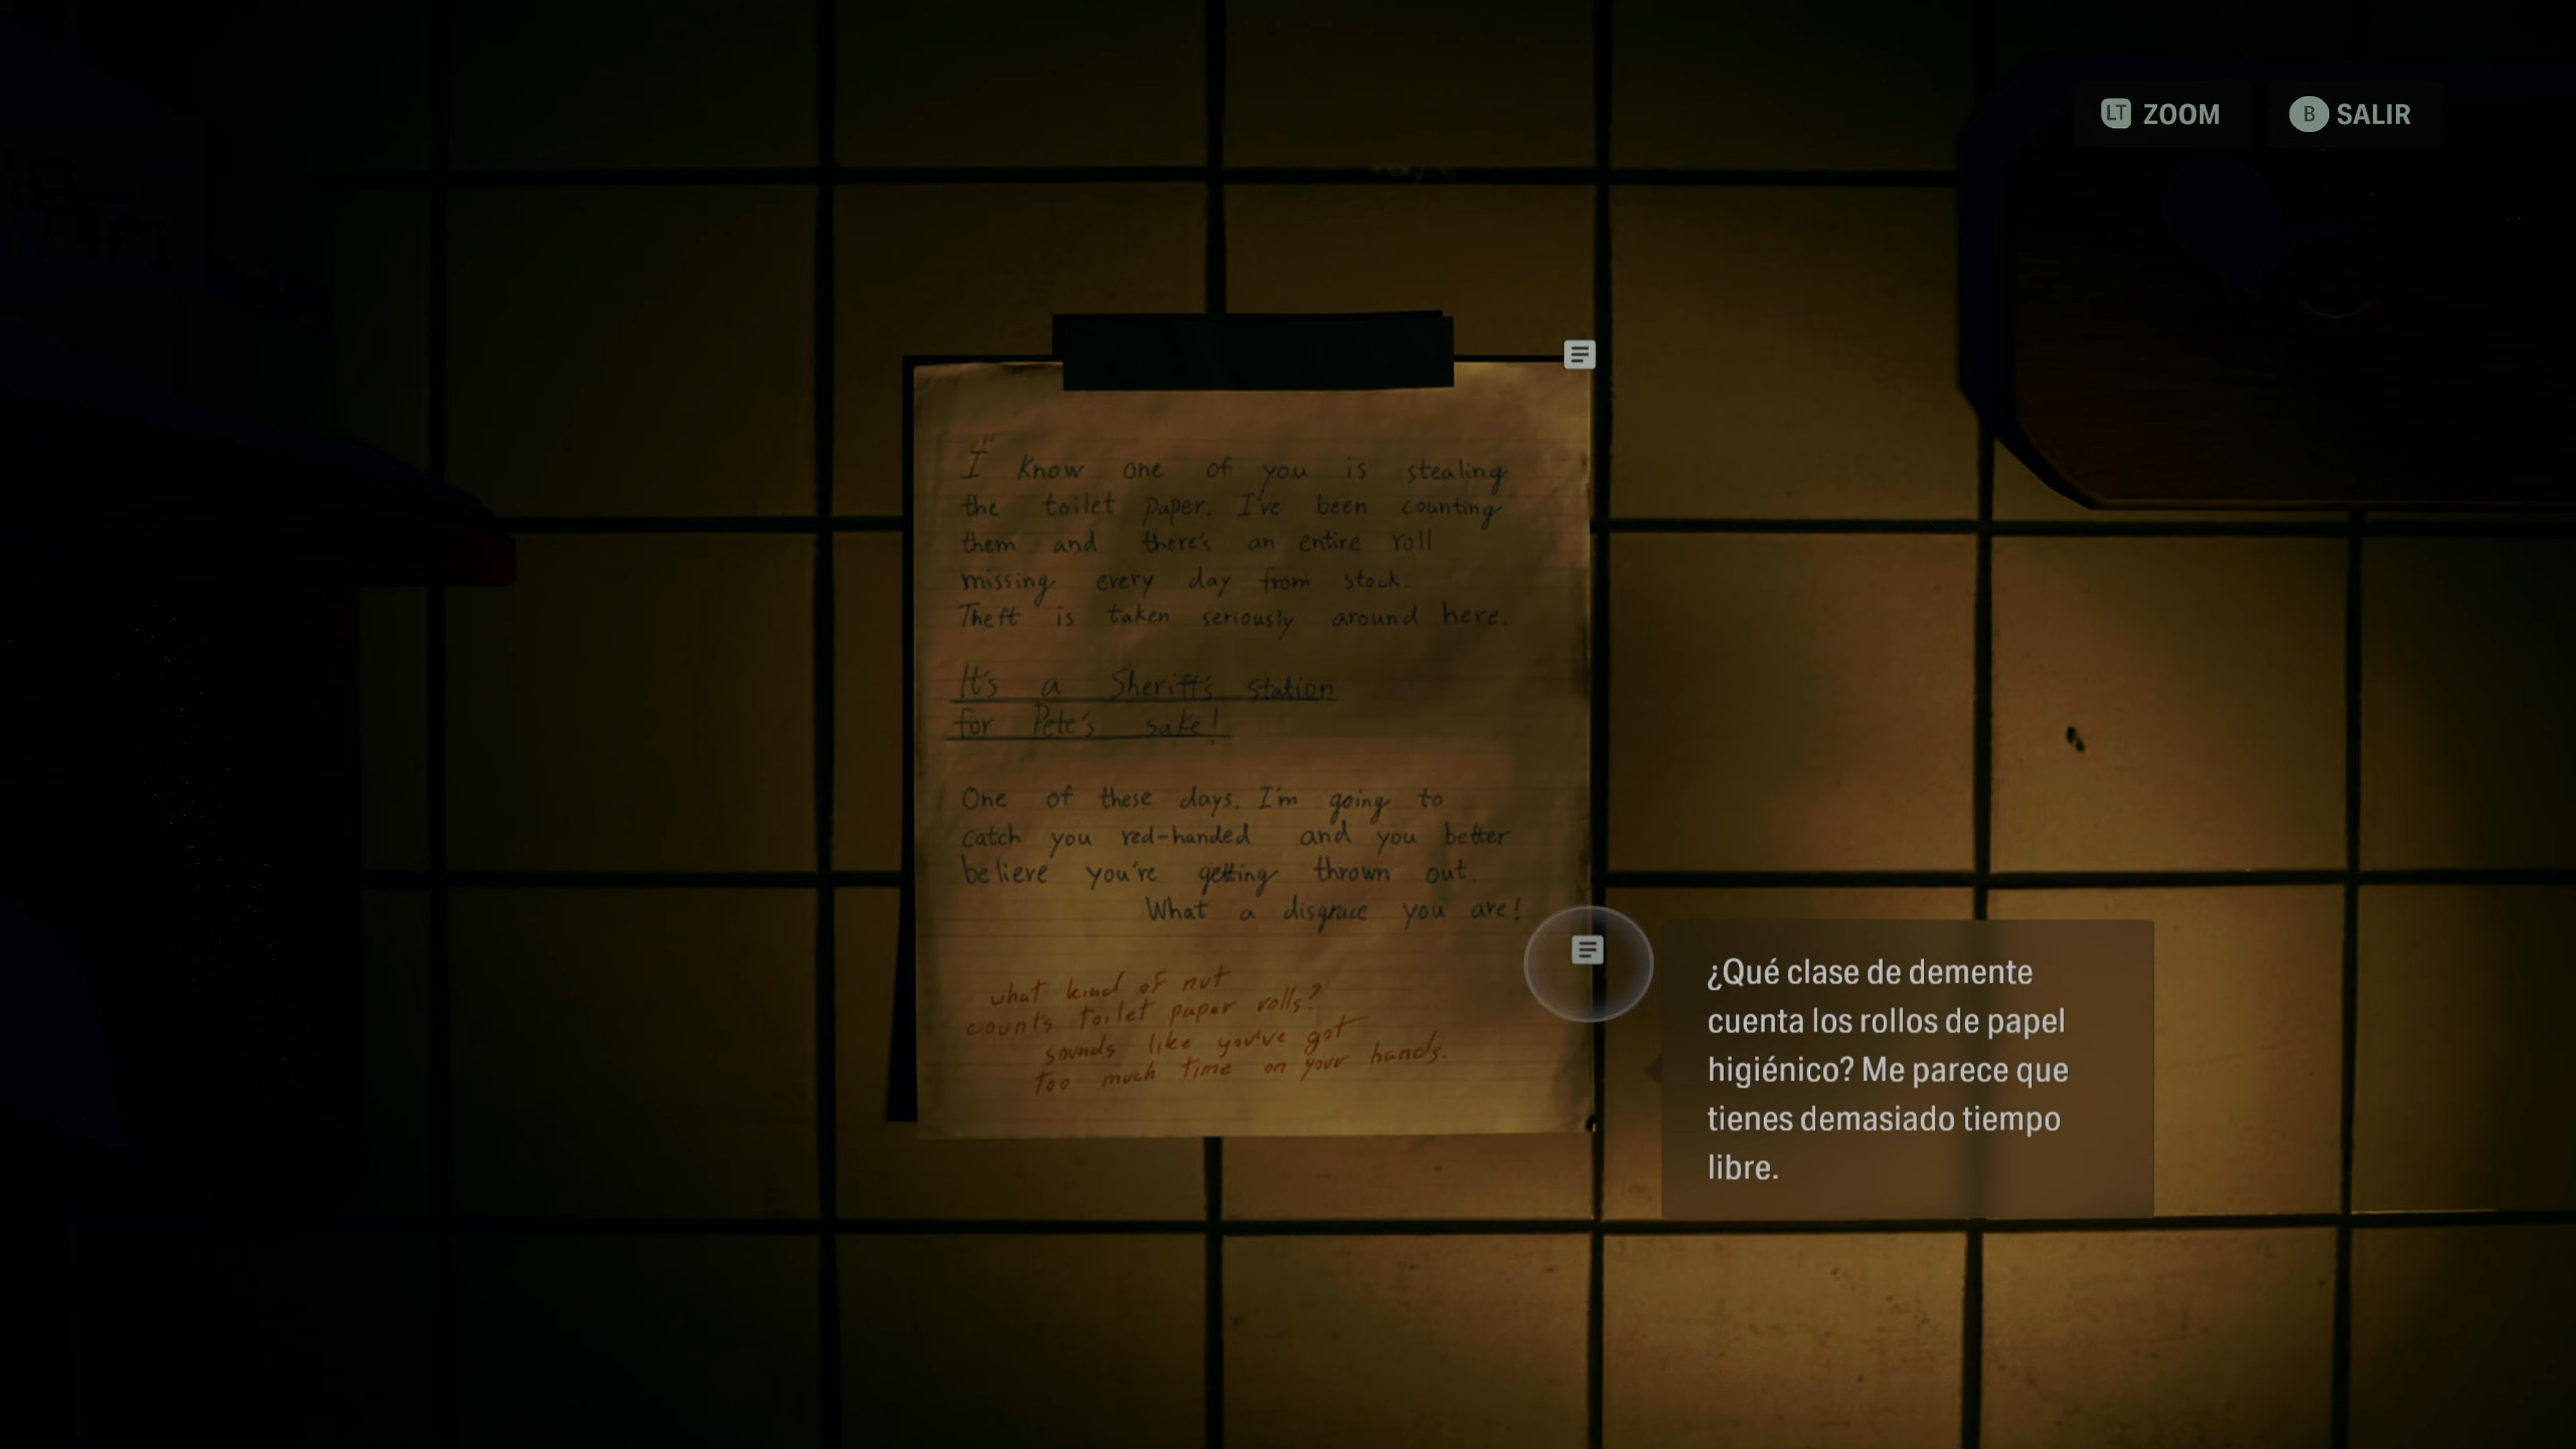 LT ZOOM
B SALIR
I know one of you is stealing
the toilet paper. I've been counting
them and there's an entire roll
missing every day from stock.
Theft is taken seriously around here.
It's a Sheriff's station
for Pete's sake!
One of these days. I'm going to
catch you red-handed and you better
believe you're getting thrown out.
What a disgrace you are!
what kind of nut
counts toilet paper rolls?
sounds like you've got
too much time on your hands.
¿Qué clase de demente
cuenta los rollos de papel
higiénico? Me parece que
tienes demasiado tiempo
libre.